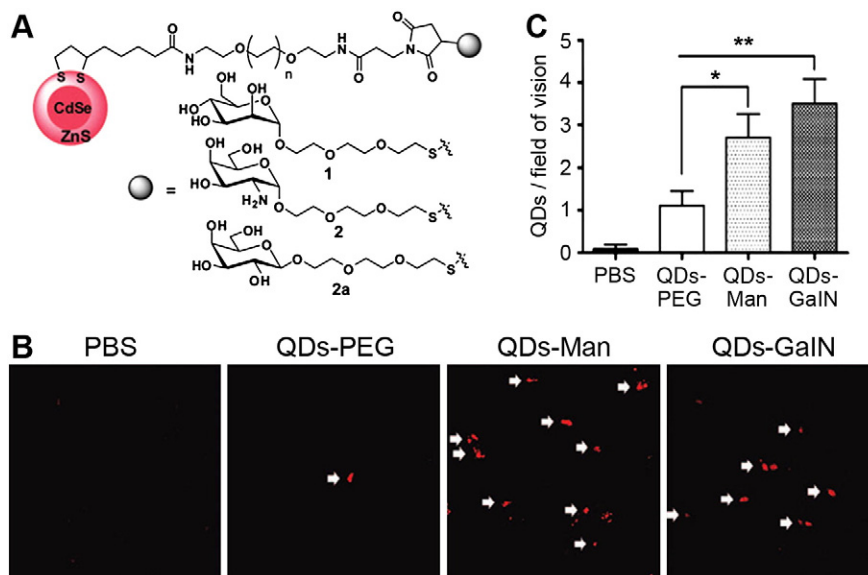 A
O
N
H
O
O
n
H
N
O
N
O
O
S S
CdSe
ZnS
OH
OH
HO
HO
O
O
O
O
S
1
=
OH
OH
HO
O
H₂N
O
O
O
S
2
OH
OH
HO
O
OH
O
O
O
S
2a
C
QDs / field of vision
5
4
3
2
1
0
**
*
PBS
QDs-
PEG
QDs-
Man
QDs-
GalN
B
PBS
QDs-PEG
QDs-Man
QDs-GalN